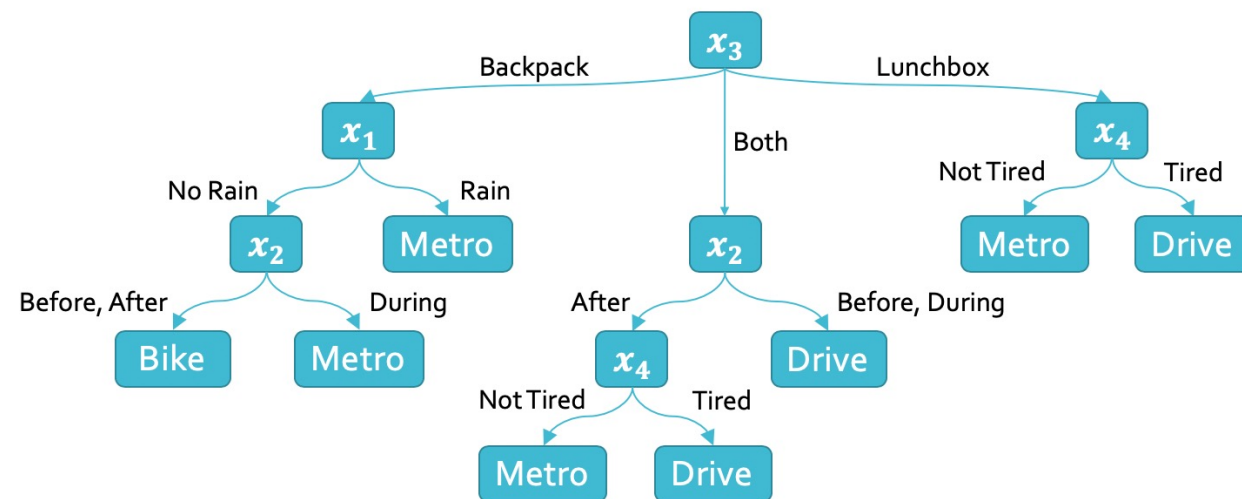 x₃
Backpack
Lunchbox
x₁
Both
x₄
No Rain
Rain
Not Tired
Tired
x₂
Metro
x₂
Metro
Drive
Before, After
During
After
Before, During
Bike
Metro
x₄
Drive
Not Tired
Tired
Metro
Drive